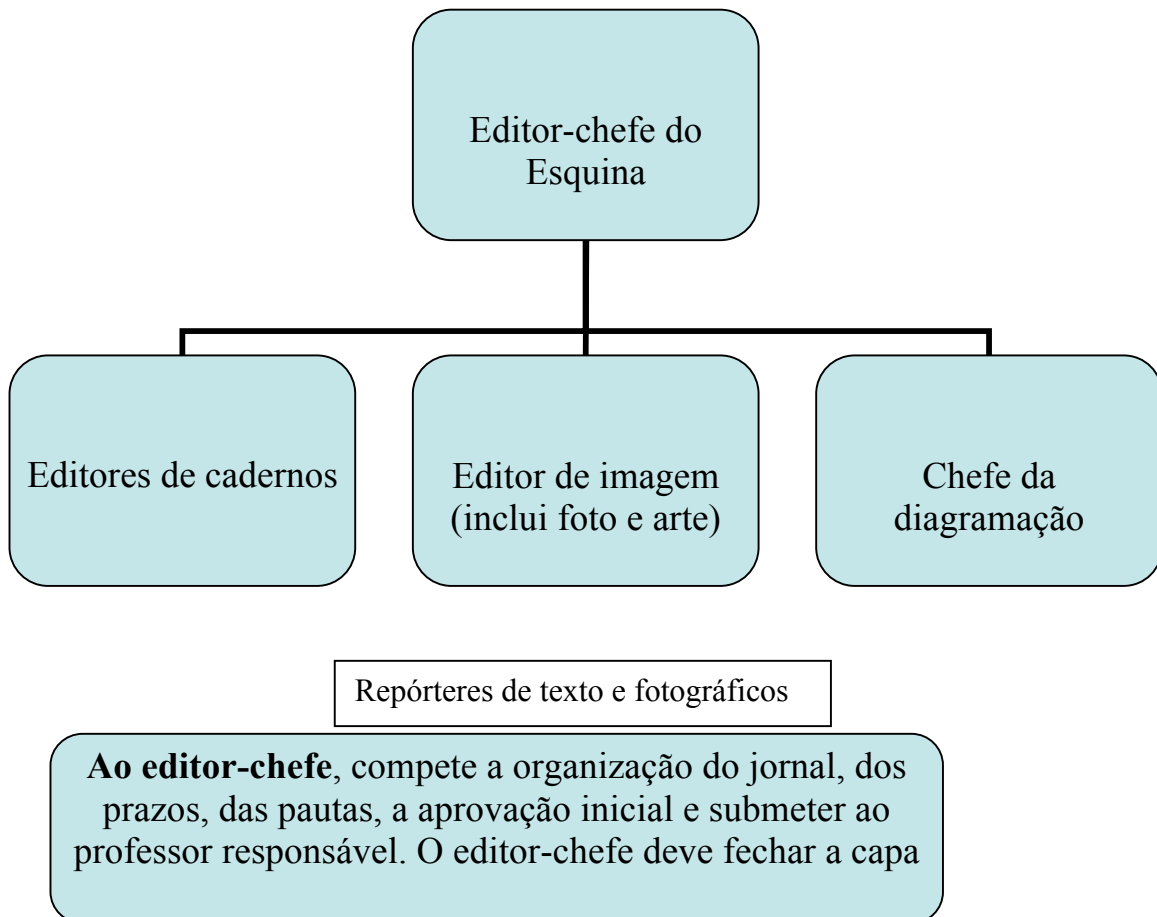 Editor-chefe do
Esquina
Editores de cadernos
Editor de imagem
(inclui foto e arte)
Chefe da
diagramação
Repórteres de texto e fotográficos
Ao editor-chefe, compete a organização do jornal, dos
prazos, das pautas, a aprovação inicial e submeter ao
professor responsável. O editor-chefe deve fechar a capa